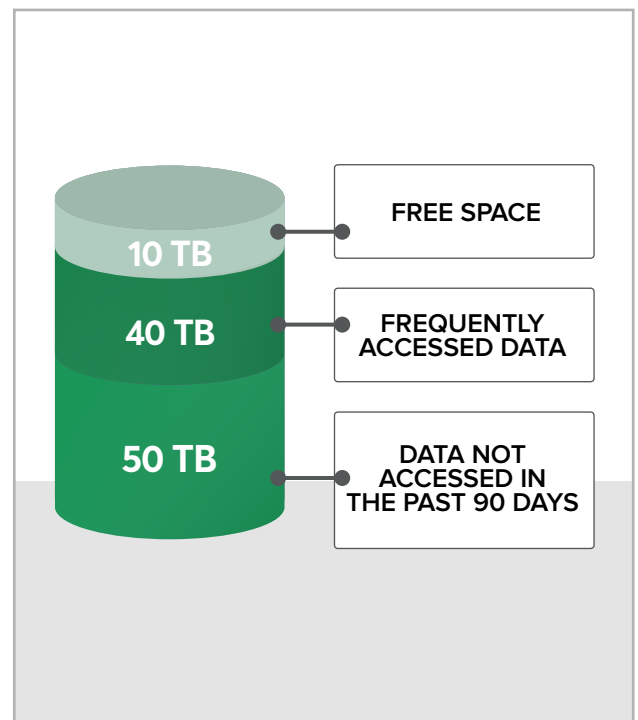 10 TB
FREE SPACE
40 TB
FREQUENTLY
ACCESSED DATA
50 TB
DATA NOT
ACCESSED IN
THE PAST 90 DAYS